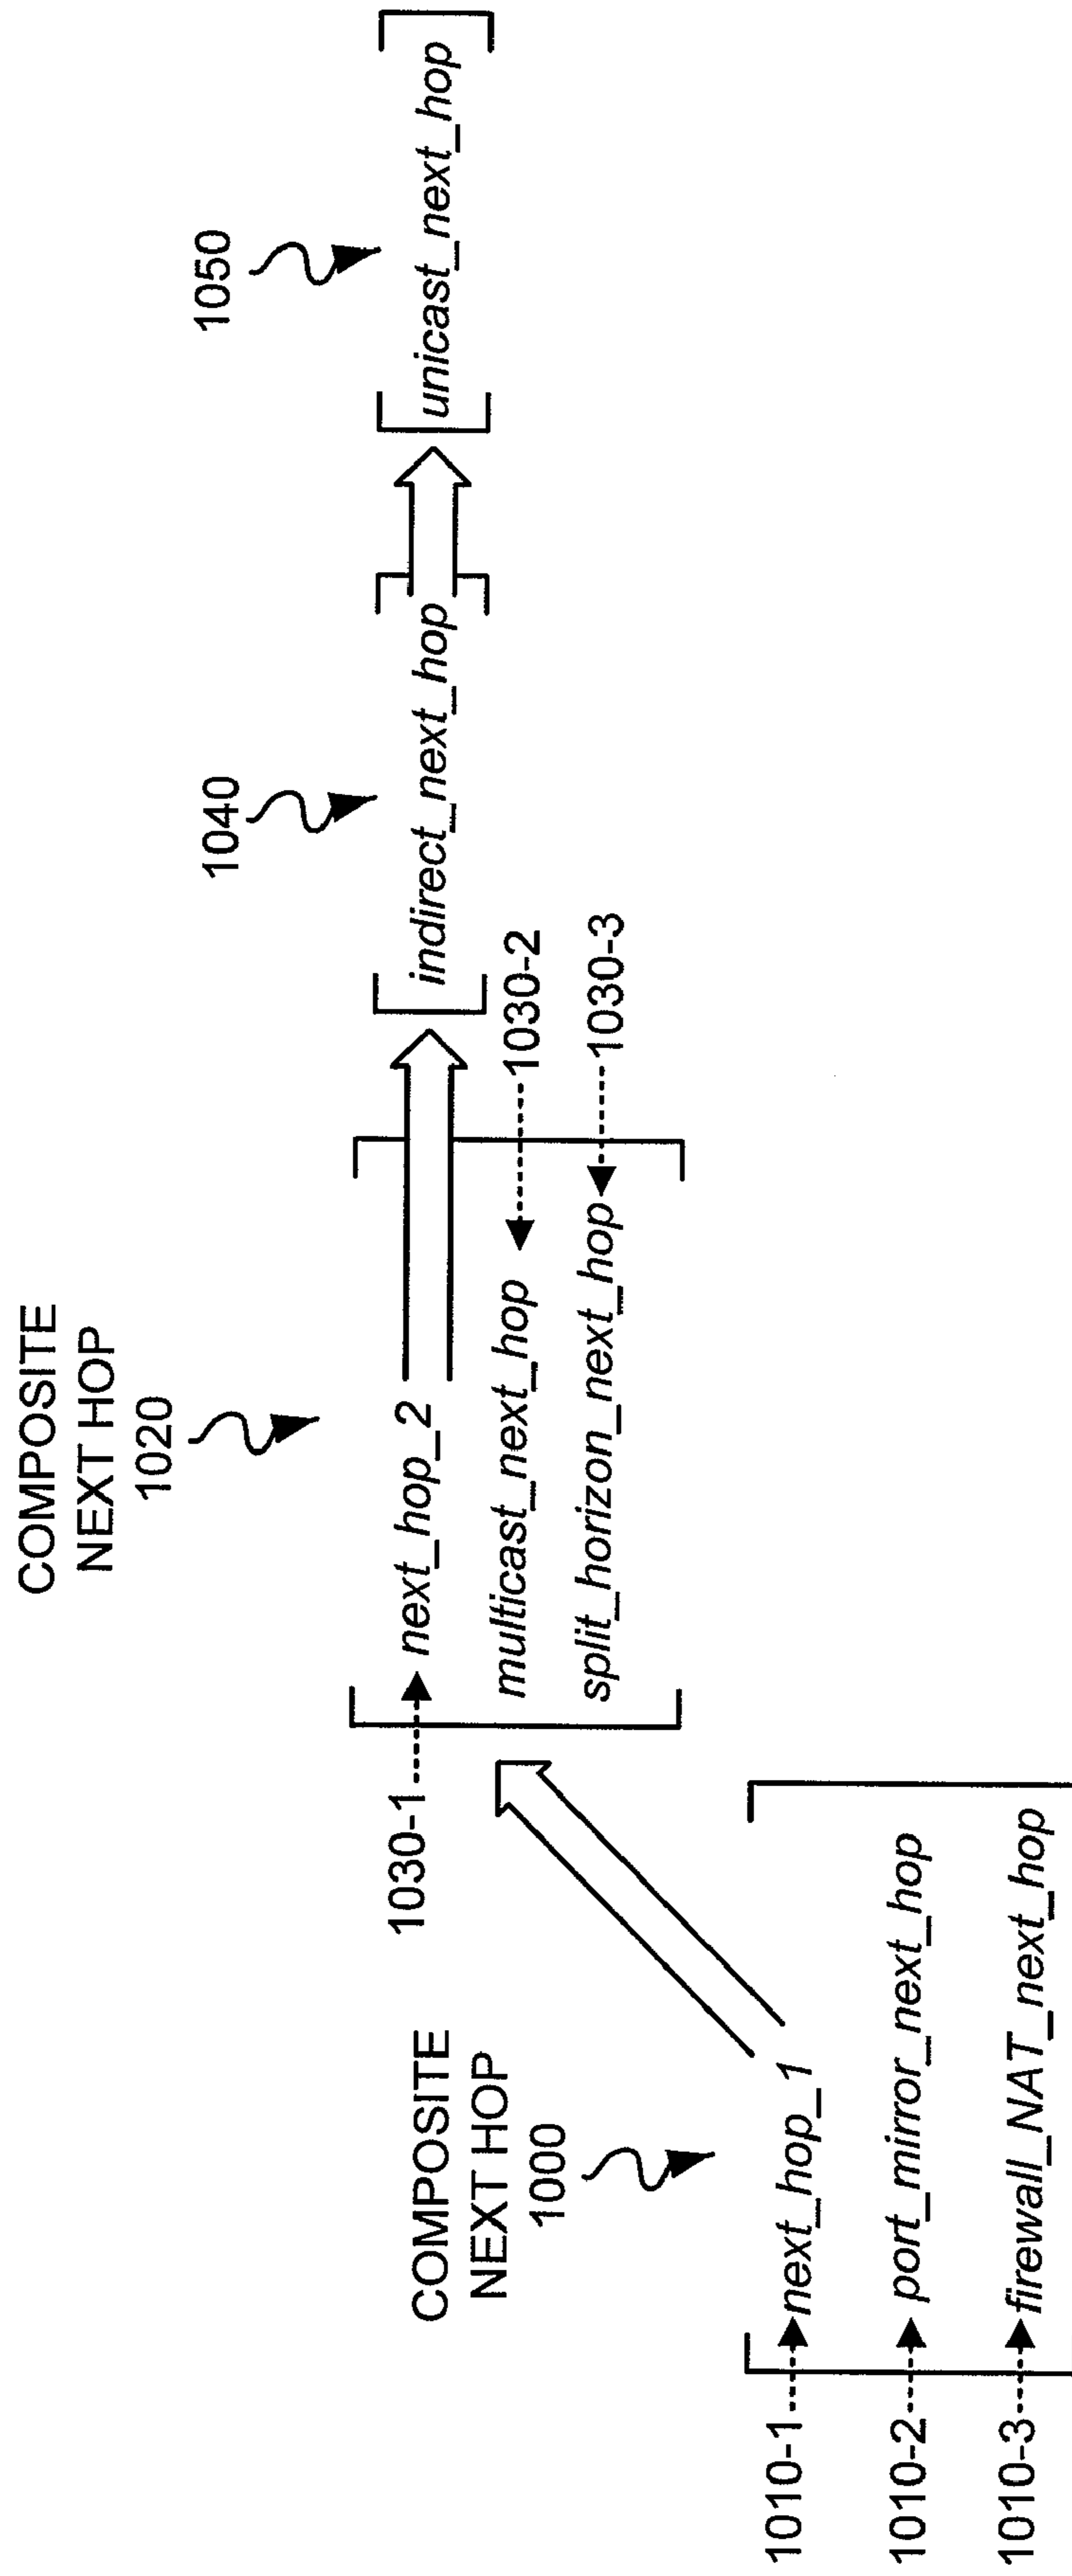 COMPOSITE
NEXT HOP
1000
1010-1
next_hop_1
1010-2
port_mirror_next_hop
1010-3
firewall_NAT_next_hop
COMPOSITE
NEXT HOP
1020
1030-1
next_hop_2
multicast_next_hop
1030-2
split_horizon_next_hop
1030-3
1040
indirect_next_hop
1050
unicast_next_hop